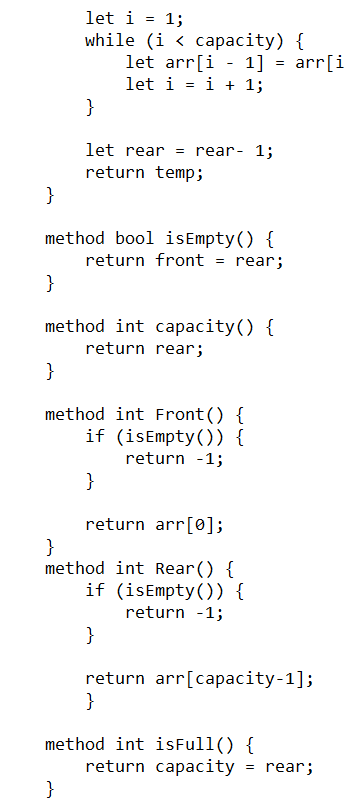 let i = 1;
while (i < capacity) {
let arr[i - 1] = arr[i
let i = i + 1;
}
let rear = rear- 1;
return temp;
}
method bool isEmpty() {
return front = rear;
}
method int capacity() {
return rear;
}
method int Front() {
if (isEmpty()) {
return -1;
}
return arr[0];
}
method int Rear() {
if (isEmpty()) {
return -1;
}
return arr[capacity-1];
}
method int isFull() {
return capacity = rear;
}